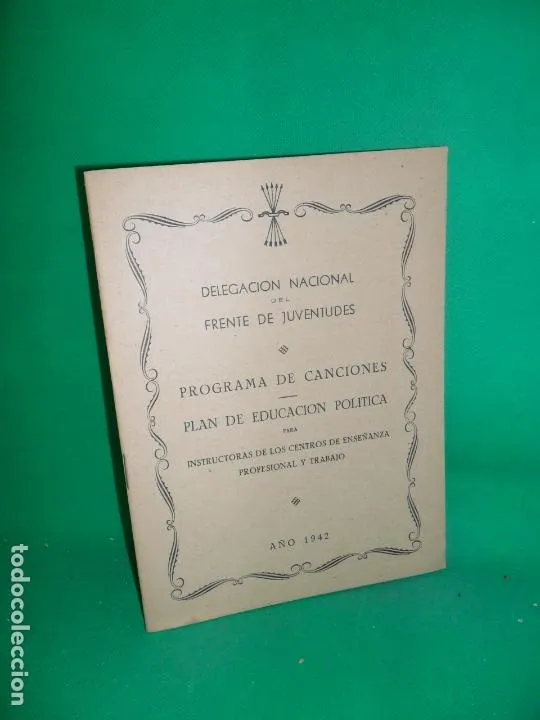 DELEGACION NACIONAL
DEL
FRENTE DE JUVENTUDES
PROGRAMA DE CANCIONES
PLAN DE EDUCACION POLITICA
PARA
INSTRUCTORAS DE LOS CENTROS DE ENSEÑANZA
PROFESIONAL Y TRABAJO
AÑO 1942
todocoleccion